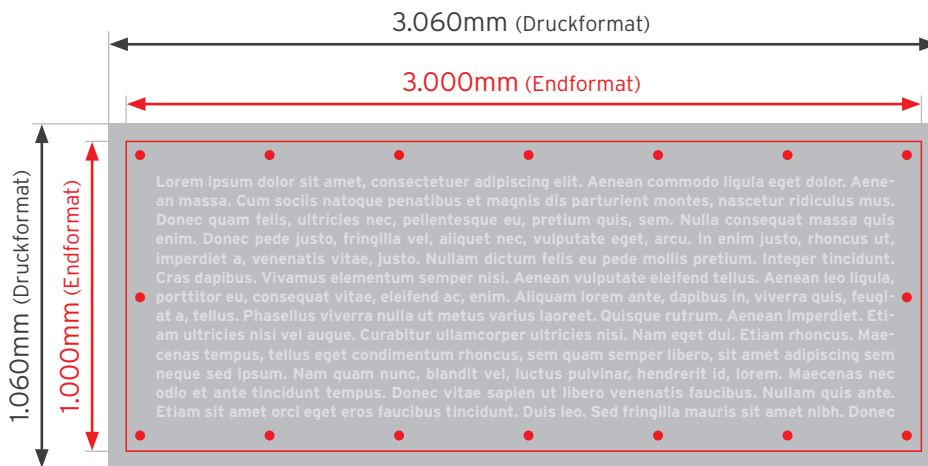 3.060mm (Druckformat)
3.000mm (Endformat)
1.060mm (Druckformat)
1.000mm (Endformat)
Lorem ipsum dolor sit amet, consectetuer adipiscing elit. Aenean commodo ligula eget dolor. Aene-
an massa. Cum sociis natoque penatibus et magnis dis parturient montes, nascetur ridiculus mus.
Donec quam felis, ultricies nec, pellentesque eu, pretium quis, sem. Nulla consequat massa quis
enim. Donec pede justo, fringilla vel, aliquet nec, vulputate eget, arcu. In enim justo, rhoncus ut,
imperdiet a, venenatis vitae, justo. Nullam dictum felis eu pede mollis pretium. Integer tincidunt.
Cras dapibus. Vivamus elementum semper nisi. Aenean vulputate eleifend tellus. Aenean leo ligula,
porttitor eu, consequat vitae, eleifend ac, enim. Aliquam lorem ante, dapibus in, viverra quis, feugi-
at a, tellus. Phasellus viverra nulla ut metus varius laoreet. Quisque rutrum. Aenean imperdiet. Eti-
am ultricies nisi vel augue. Curabitur ullamcorper ultricies nisi. Nam eget dui. Etiam rhoncus. Mae-
cenas tempus, tellus eget condimentum rhoncus, sem quam semper libero, sit amet adipiscing sem
neque sed ipsum. Nam quam nunc, blandit vel, luctus pulvinar, hendrerit id, lorem. Maecenas nec
odio et ante tincidunt tempus. Donec vitae sapien ut libero venenatis faucibus. Nullam quis ante.
Etiam sit amet orci eget eros faucibus tincidunt. Duis leo. Sed fringilla mauris sit amet nibh. Donec